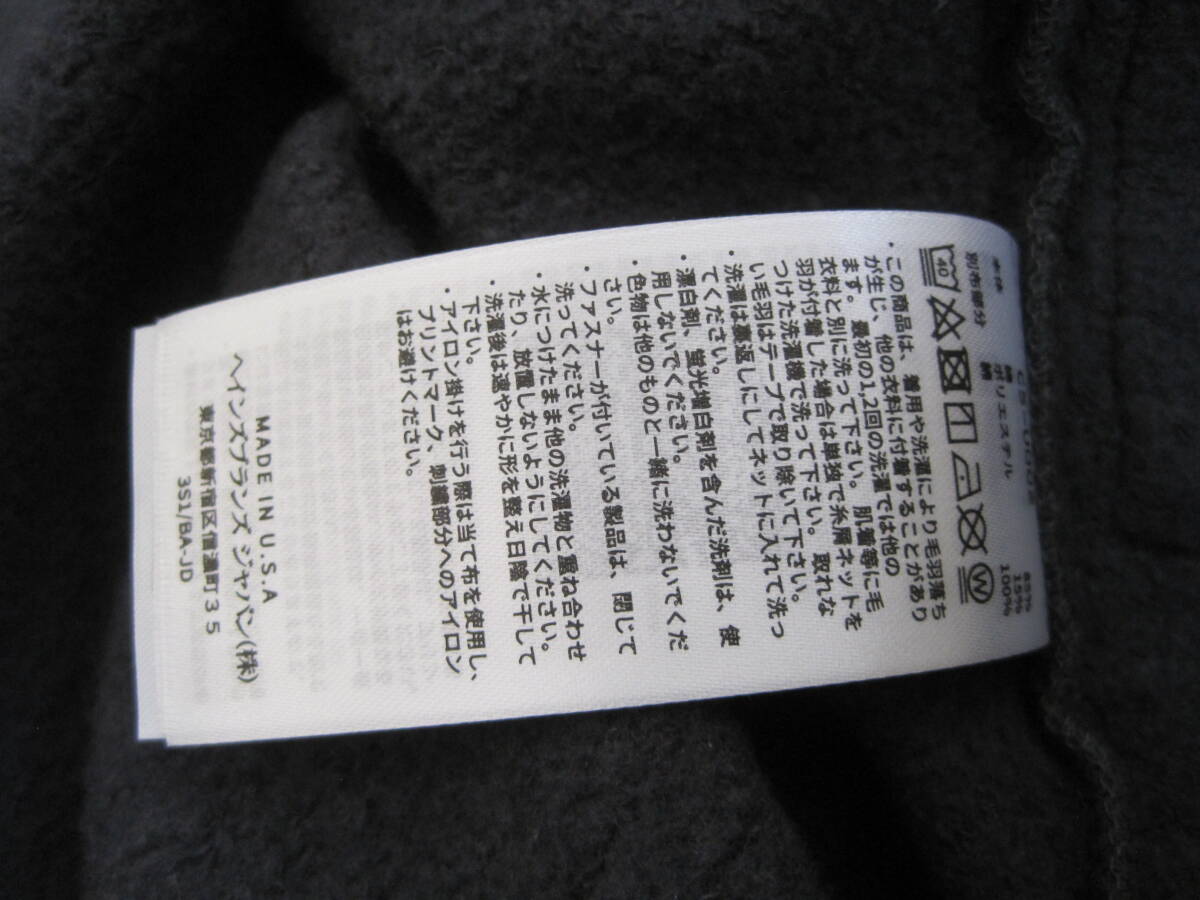 本体
ポリエステル
85%
15%
別布部分
綿
100%
40
W
・この商品は、着用や洗濯により毛羽落ち
が生じ、他の衣料に付着することがあり
ます。最初の1,2回の洗濯では他の
衣料と別に洗って下さい。肌着等に毛
羽が付着した場合は単独で糸屑ネットを
つけた洗濯機で洗って下さい。取れな
い毛羽はテープで取り除いて下さい。
・洗濯は裏返しにしてネットに入れて洗っ
てください。
・漂白剤、蛍光増白剤を含んだ洗剤は、使
用しないでください。
・色物は他のものと一緒に洗わないでくだ
さい。
・ファスナーが付いている製品は、閉じて
洗ってください。
・水につけたまま他の洗濯物と重ね合わせ
たり、放置しないようにしてください。
・洗濯後は速やかに形を整え日陰で干して
下さい。
・アイロン掛けを行う際は当て布を使用し、
プリントマーク、刺繍部分へのアイロン
はお避けください。
MADE IN U.S.A
ヘインズブランズ ジャパン(株)
東京都新宿区信濃町35
3S1/BA-JD